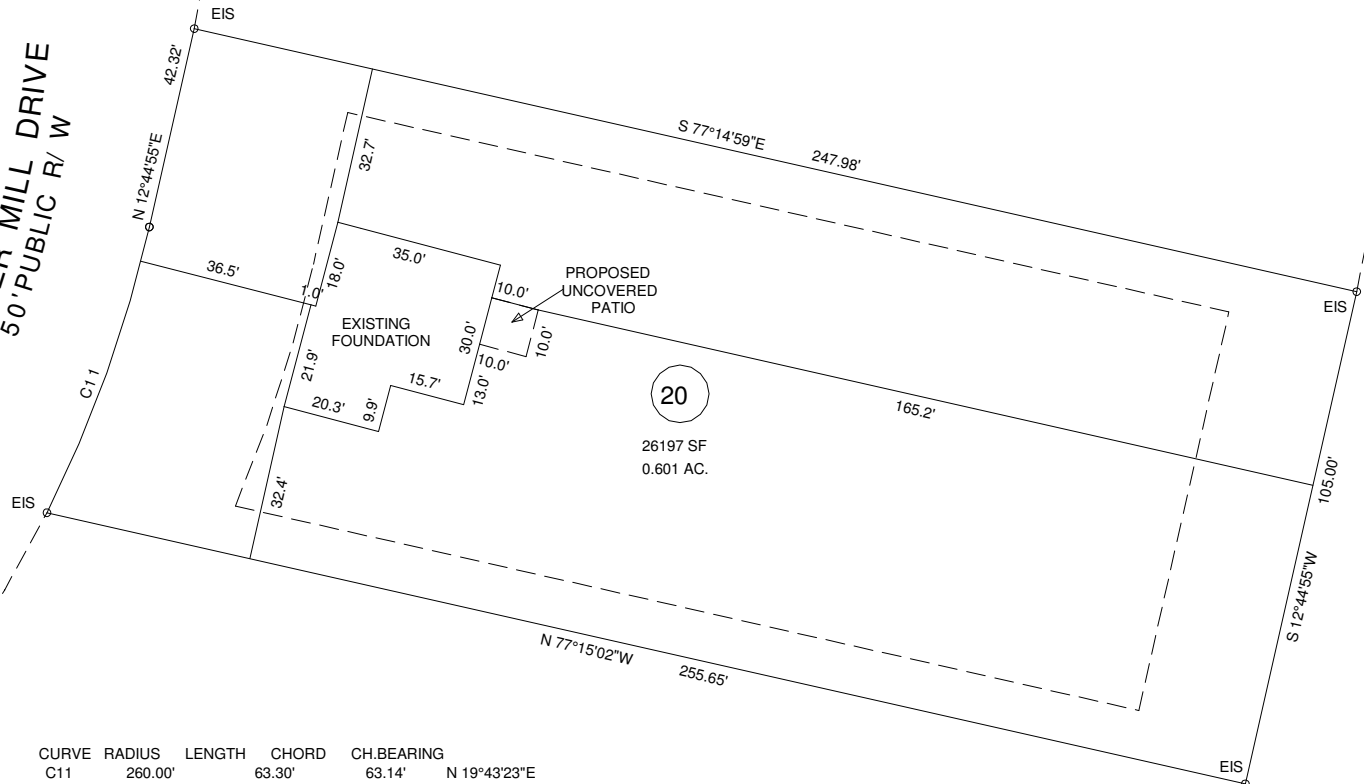 EIS
42.32'
MILL DRIVE
50'PUBLIC R/ W
N 12°44'55"E
S 77°14'59"E 247.98'
32.7'
36.5'
35.0'
18.0'
1.0'
10.0'
PROPOSED
UNCOVERED
PATIO
EIS
EXISTING
FOUNDATION
30.0'
10.0'
10.0'
21.9'
15.7'
13.0'
20.3'
9.9'
20
165.2'
C11
26197 SF
0.601 AC.
105.00'
EIS
32.4'
S 12°44'55"W
N 77°15'02"W 255.65'
EIS
CURVE RADIUS LENGTH CHORD CH.BEARING
C11 260.00' 63.30' 63.14' N 19°43'23"E